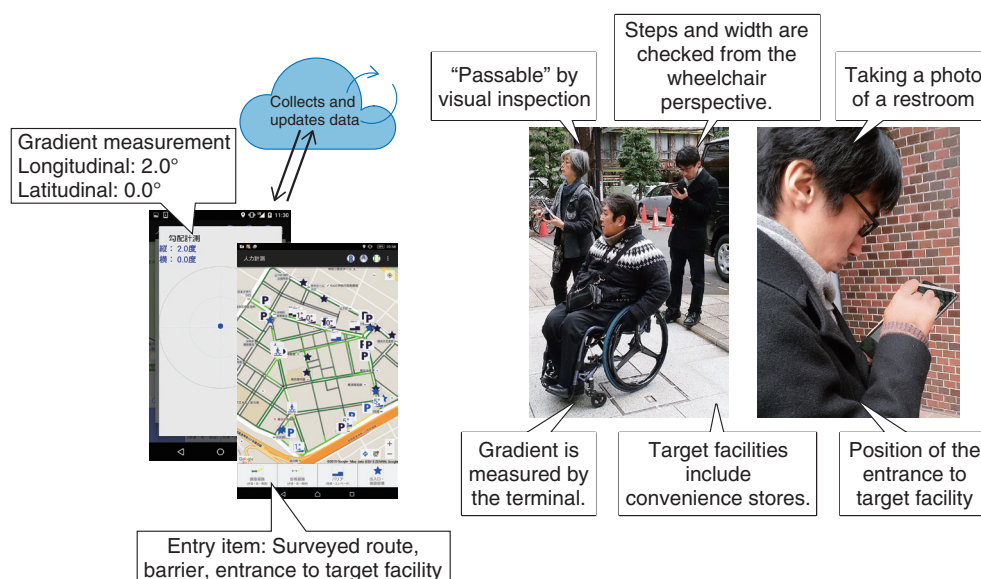 Collects and
updates data
Gradient measurement
Longitudinal: 2.0°
Latitudinal: 0.0°
11:30
勾配計測
縦： 2.0度
横： 0.0度
人力計測
Google
Entry item: Surveyed route,
barrier, entrance to target facility
“Passable” by
visual inspection
Steps and width are
checked from the
wheelchair
perspective.
Taking a photo
of a restroom
Gradient is
measured by
the terminal.
Target facilities
include
convenience stores.
Position of the
entrance to
target facility